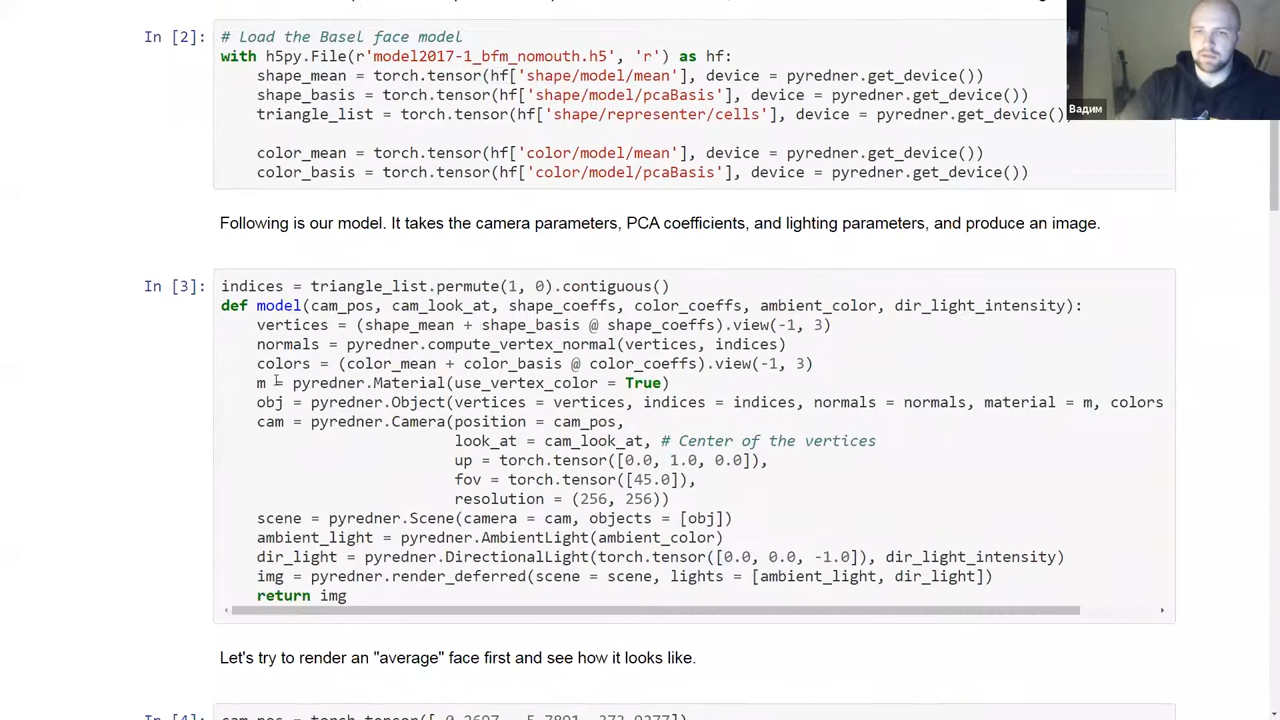 In [2]:
# Load the Basel face model
with h5py.File(r'model2017-1_bfm_nomouth.h5', 'r') as hf:
shape_mean = torch.tensor(hf['shape/model/mean'], device = pyredner.get_device())
shape_basis = torch.tensor(hf['shape/model/pcaBasis'], device = pyredner.get_device())
triangle_list = torch.tensor(hf['shape/representer/cells'], device = pyredner.get_device()
color_mean = torch.tensor(hf['color/model/mean'], device = pyredner.get_device())
color_basis = torch.tensor(hf['color/model/pcaBasis'], device = pyredner.get_device())
Вадим
Following is our model. It takes the camera parameters, PCA coefficients, and lighting parameters, and produce an image.
In [3]:
indices = triangle_list.permute(1, 0).contiguous()
def model(cam_pos, cam_look_at, shape_coeffs, color_coeffs, ambient_color, dir_light_intensity):
vertices = (shape_mean + shape_basis @ shape_coeffs).view(-1, 3)
normals = pyredner.compute_vertex_normal(vertices, indices)
colors = (color_mean + color_basis @ color_coeffs).view(-1, 3)
m = pyredner.Material(use_vertex_color = True)
obj = pyredner.Object(vertices = vertices, indices = indices, normals = normals, material = m, colors
cam = pyredner.Camera(position = cam_pos,
look_at = cam_look_at, # Center of the vertices
up = torch.tensor([0.0, 1.0, 0.0]),
fov = torch.tensor([45.0]),
resolution = (256, 256))
scene = pyredner.Scene(camera = cam, objects = [obj])
ambient_light = pyredner.AmbientLight(ambient_color)
dir_light = pyredner.DirectionalLight(torch.tensor([0.0, 0.0, -1.0]), dir_light_intensity)
img = pyredner.render_deferred(scene = scene, lights = [ambient_light, dir_light])
return img
Let's try to render an "average" face first and see how it looks like.
In [4]:
cam_pos = torch.tensor([